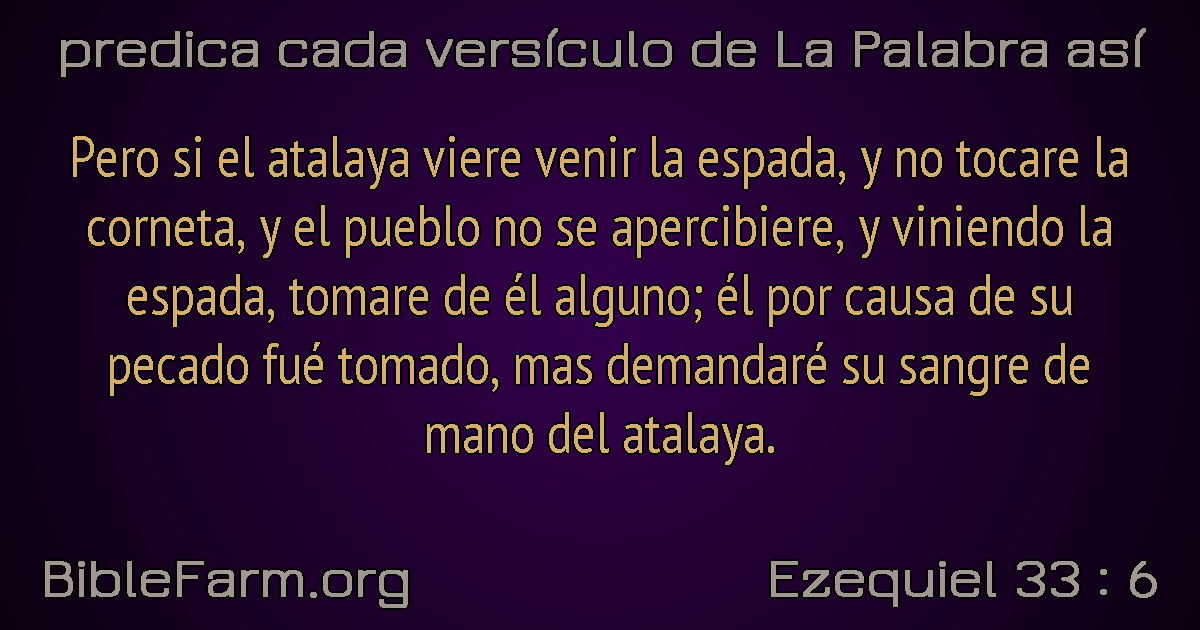 predica cada versículo de La Palabra así
Pero si el atalaya viere venir la espada, y no tocare la
corneta, y el pueblo no se apercibiere, y viniendo la
espada, tomare de él alguno; él por causa de su
pecado fué tomado, mas demandaré su sangre de
mano del atalaya.
BibleFarm.org
Ezequiel 33 : 6